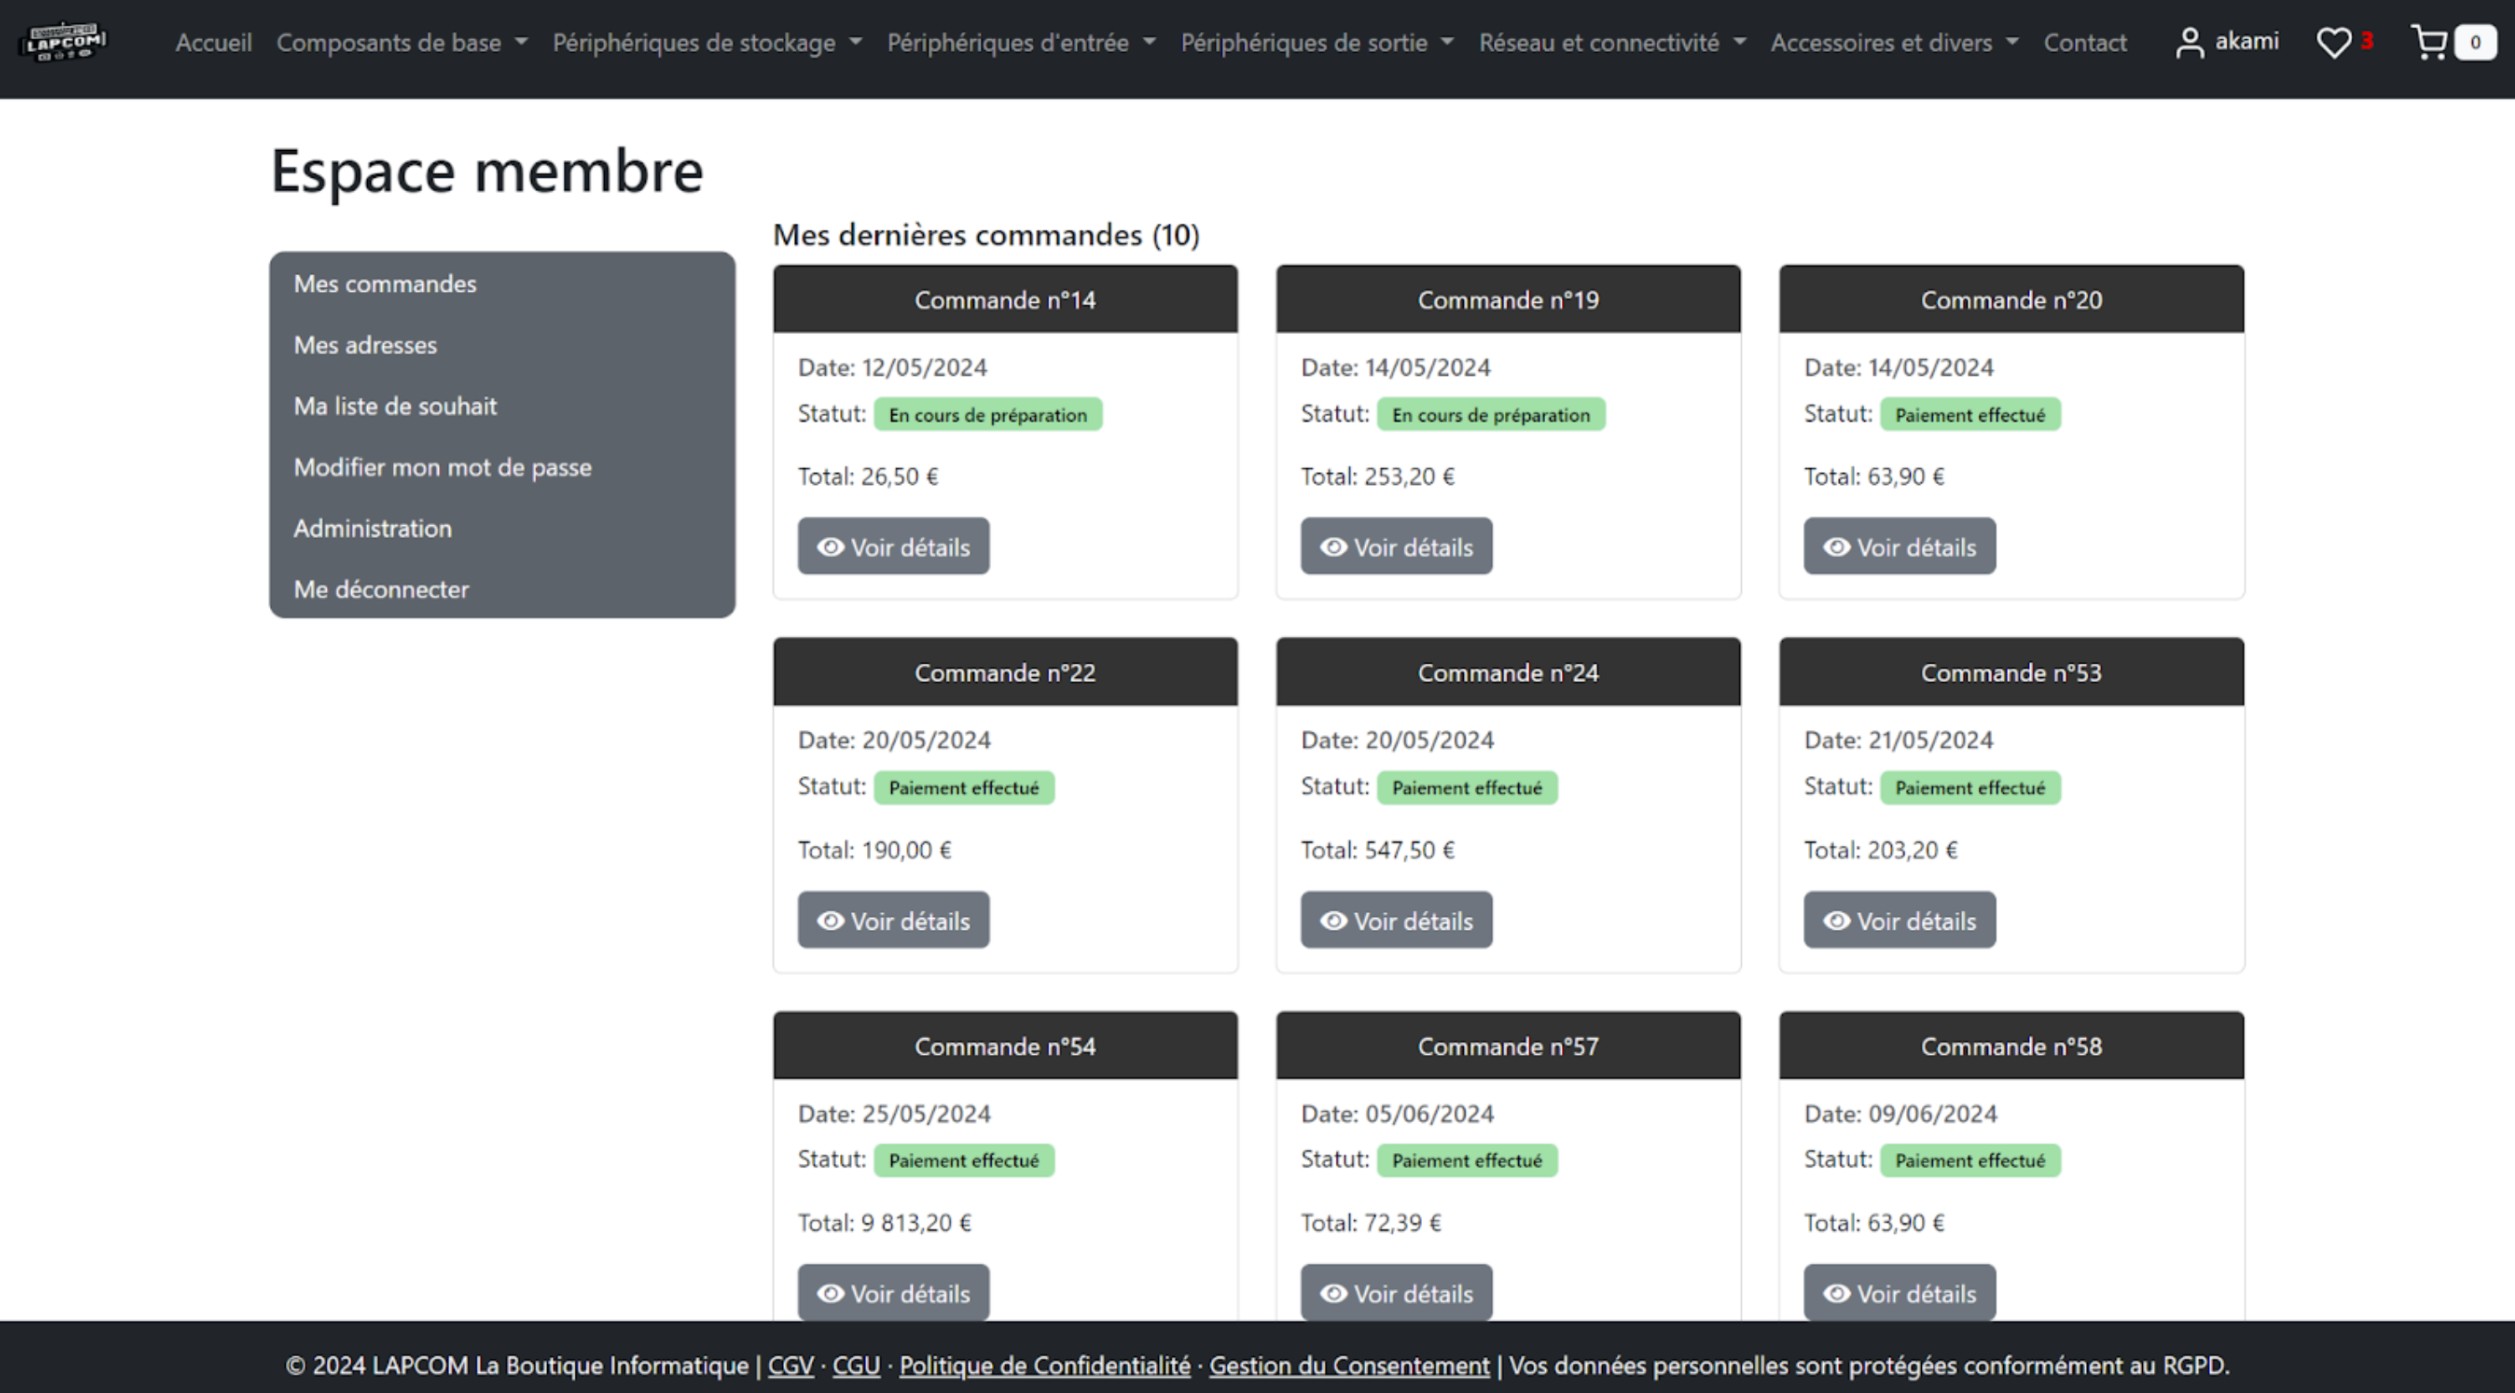 LAPCOM
Accueil Composants de base Périphériques de stockage Périphériques d'entrée Périphériques de sortie Réseau et connectivité Accessoires et divers Contact akami 3 0
Espace membre
Mes commandes
Mes adresses
Ma liste de souhait
Modifier mon mot de passe
Administration
Me déconnecter
Mes dernières commandes (10)
Commande n°14
Date: 12/05/2024
Statut: En cours de préparation
Total: 26,50 €
Voir détails
Commande n°19
Date: 14/05/2024
Statut: En cours de préparation
Total: 253,20 €
Voir détails
Commande n°20
Date: 14/05/2024
Statut: Paiement effectué
Total: 63,90 €
Voir détails
Commande n°22
Date: 20/05/2024
Statut: Paiement effectué
Total: 190,00 €
Voir détails
Commande n°24
Date: 20/05/2024
Statut: Paiement effectué
Total: 547,50 €
Voir détails
Commande n°53
Date: 21/05/2024
Statut: Paiement effectué
Total: 203,20 €
Voir détails
Commande n°54
Date: 25/05/2024
Statut: Paiement effectué
Total: 9 813,20 €
Voir détails
Commande n°57
Date: 05/06/2024
Statut: Paiement effectué
Total: 72,39 €
Voir détails
Commande n°58
Date: 09/06/2024
Statut: Paiement effectué
Total: 63,90 €
Voir détails
© 2024 LAPCOM La Boutique Informatique | CGV · CGU · Politique de Confidentialité · Gestion du Consentement | Vos données personnelles sont protégées conformément au RGPD.